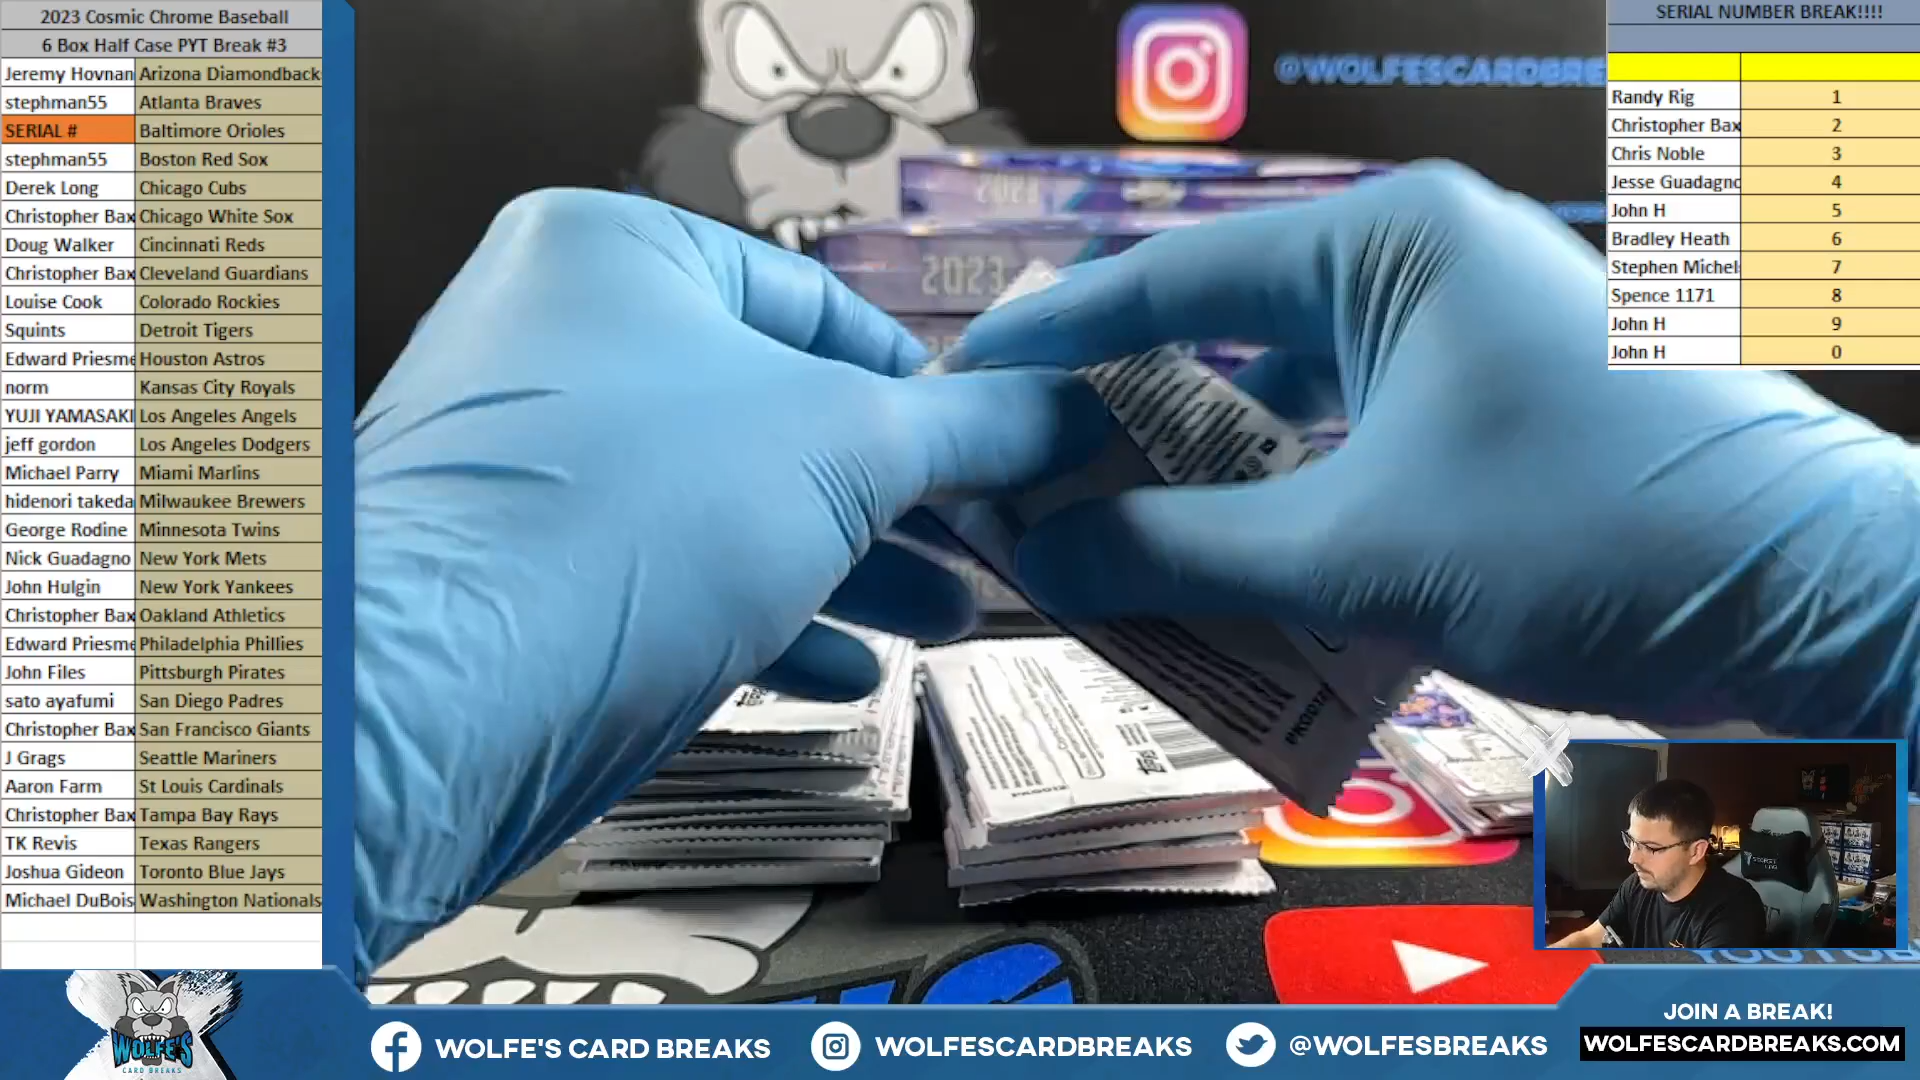 2023 Cosmic Chrome Baseball
6 Box Half Case PYT Break #3
Jeremy Hovnan Arizona Diamondback
stephman55 Atlanta Braves
SERIAL # Baltimore Orioles
stephman55 Boston Red Sox
Derek Long Chicago Cubs
Christopher Bax Chicago White Sox
Doug Walker Cincinnati Reds
Christopher Bax Cleveland Guardians
Louise Cook Colorado Rockies
Squints Detroit Tigers
Edward Priesme Houston Astros
norm Kansas City Royals
YUJI YAMASAKI Los Angeles Angels
jeff gordon Los Angeles Dodgers
Michael Parry Miami Marlins
hidenori takeda Milwaukee Brewers
George Rodine Minnesota Twins
Nick Guadagno New York Mets
John Hulgin New York Yankees
Christopher Bax Oakland Athletics
Edward Priesme Philadelphia Phillies
John Files Pittsburgh Pirates
sato ayafumi San Diego Padres
Christopher Bax San Francisco Giants
J Grags Seattle Mariners
Aaron Farm St Louis Cardinals
Christopher Bax Tampa Bay Rays
TK Revis Texas Rangers
Joshua Gideon Toronto Blue Jays
Michael DuBois Washington Nationals
@WOLFESCARDBRE
2023
2023
Topps
SERIAL NUMBER BREAK!!!!
Randy Rig 1
Christopher Bax 2
Chris Noble 3
Jesse Guadagno 4
John H 5
Bradley Heath 6
Stephen Michel 7
Spence 1171 8
John H 9
John H 0
WOLFE'S
CARD BREAKS
WOLFE'S CARD BREAKS
WOLFESCARDBREAKS
@WOLFESBREAKS
JOIN A BREAK!
WOLFESCARDBREAKS.COM